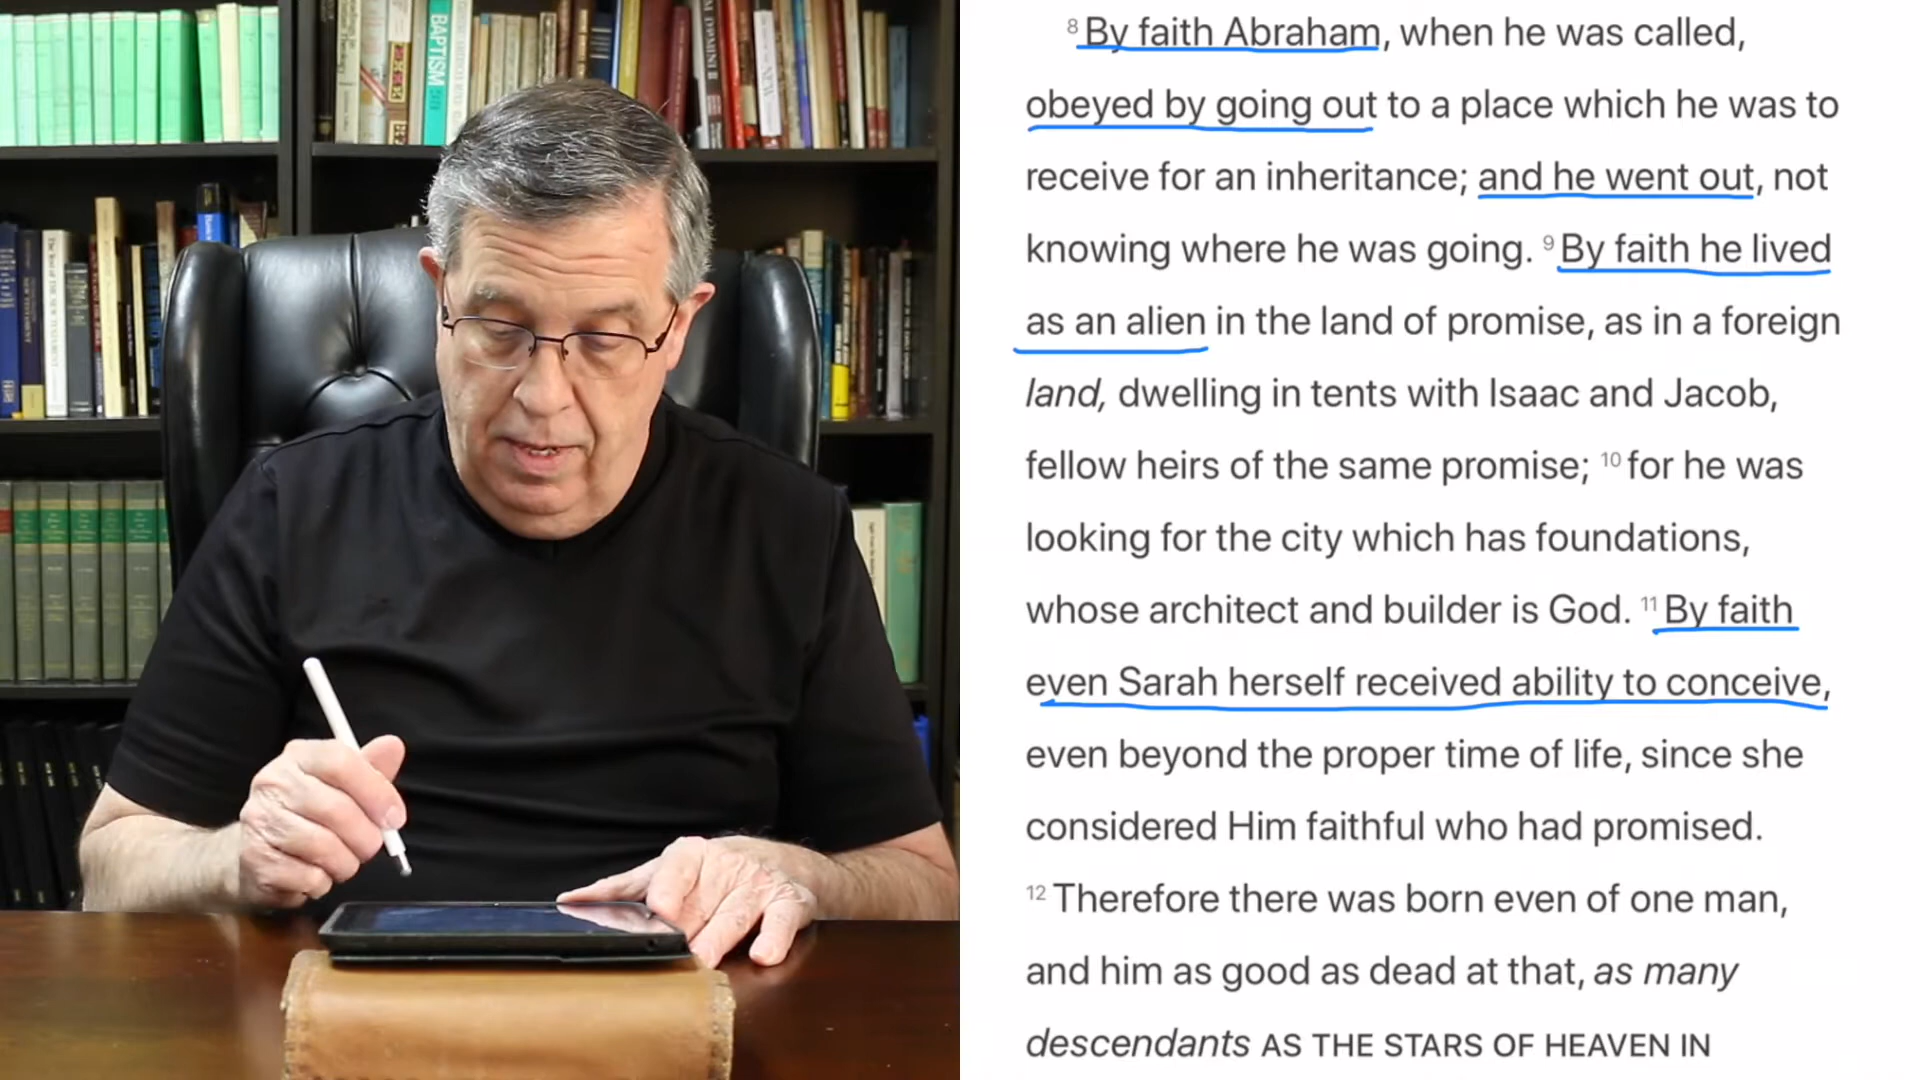 BAPTISM
8 By faith Abraham, when he was called,
obeyed by going out to a place which he was to
receive for an inheritance; and he went out, not
knowing where he was going. 9 By faith he lived
as an alien in the land of promise, as in a foreign
land, dwelling in tents with Isaac and Jacob,
fellow heirs of the same promise; 10 for he was
looking for the city which has foundations,
whose architect and builder is God. 11 By faith
even Sarah herself received ability to conceive,
even beyond the proper time of life, since she
considered Him faithful who had promised.
12 Therefore there was born even of one man,
and him as good as dead at that, as many
descendants AS THE STARS OF HEAVEN IN